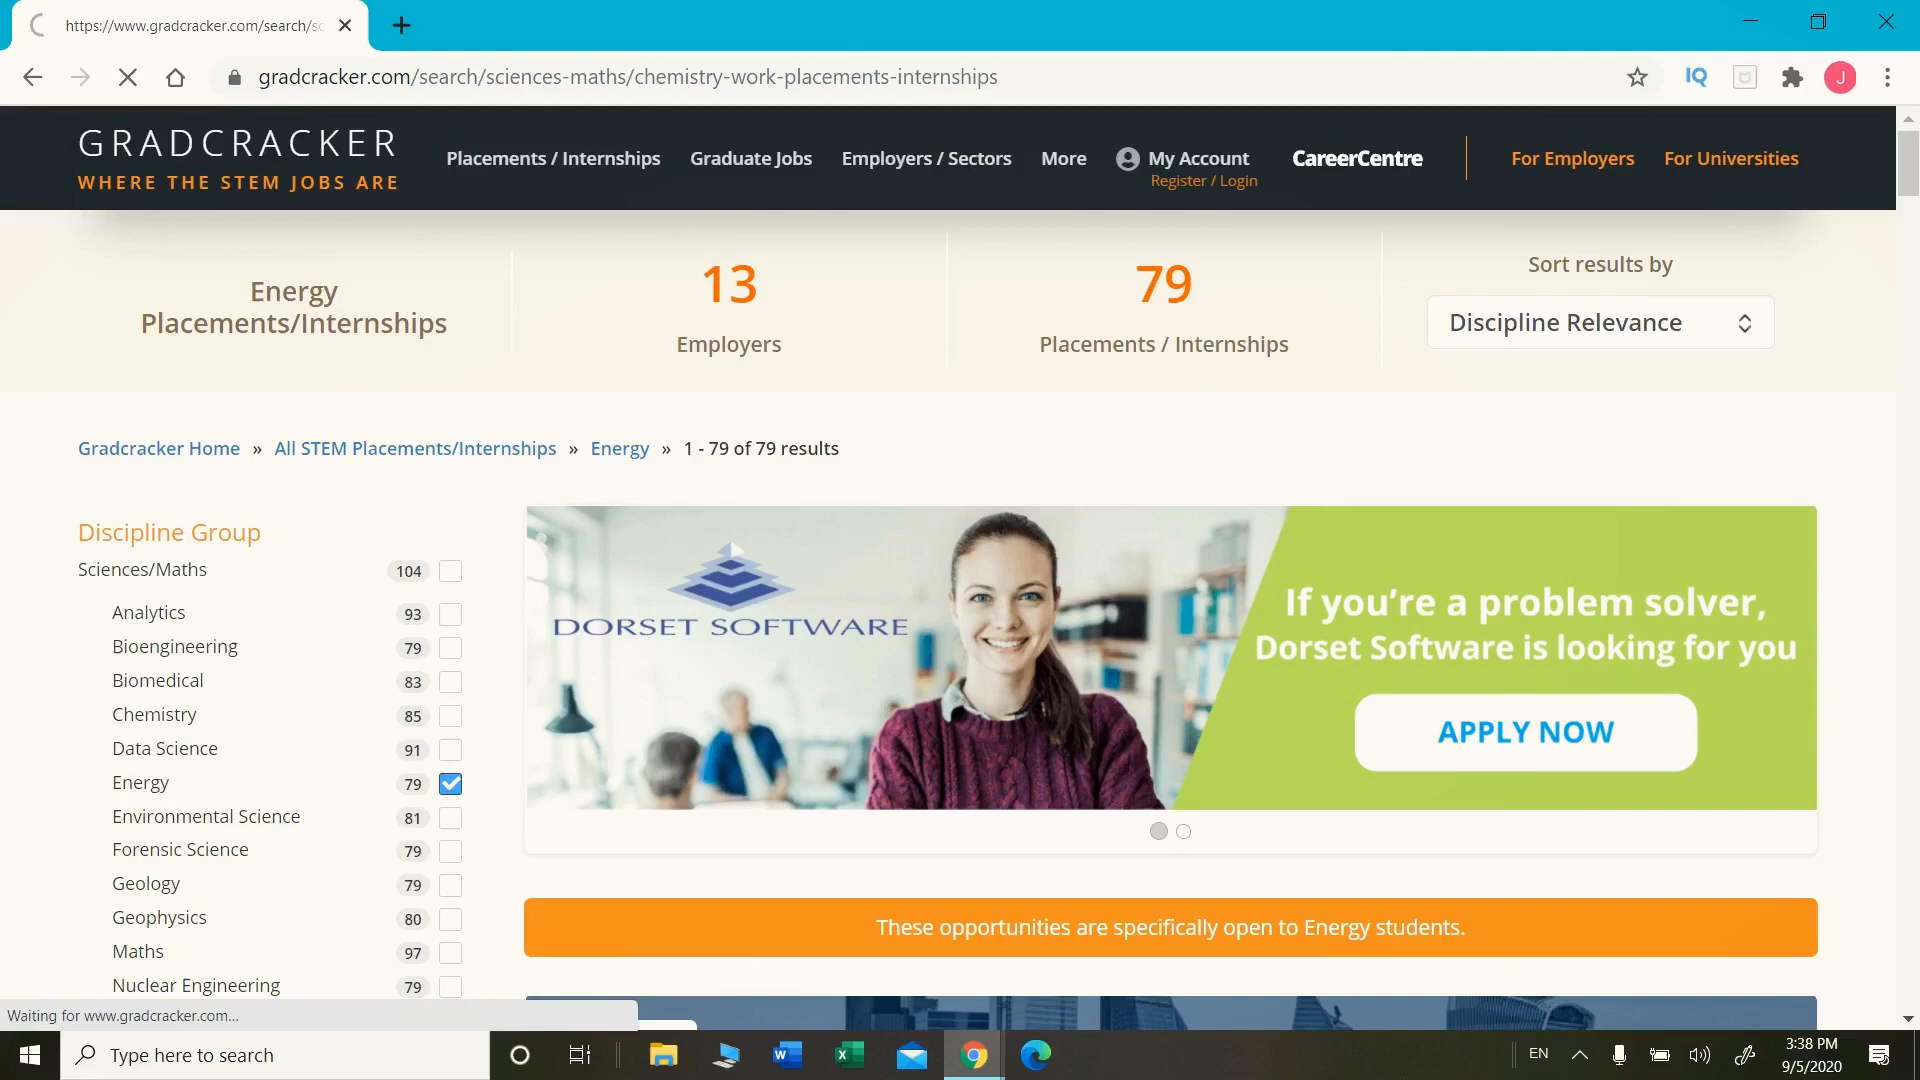 https://www.gradcracker.com/search/sc
gradcracker.com/search/sciences-maths/chemistry-work-placements-internships
IQ
J
GRADCRACKER
WHERE THE STEM JOBS ARE
Placements / Internships
Graduate Jobs
Employers / Sectors
More
My Account
Register / Login
CareerCentre
For Employers
For Universities
Energy
Placements/Internships
13
Employers
79
Placements / Internships
Sort results by
Discipline Relevance
Gradcracker Home » All STEM Placements/Internships » Energy » 1 - 79 of 79 results
Discipline Group
Sciences/Maths 104
Analytics 93
Bioengineering 79
Biomedical 83
Chemistry 85
Data Science 91
Energy 79
Environmental Science 81
Forensic Science 79
Geology 79
Geophysics 80
Maths 97
Nuclear Engineering 79
DORSET SOFTWARE
If you're a problem solver,
Dorset Software is looking for you
APPLY NOW
These opportunities are specifically open to Energy students.
Waiting for www.gradcracker.com...
Type here to search
EN
3:38 PM
9/5/2020